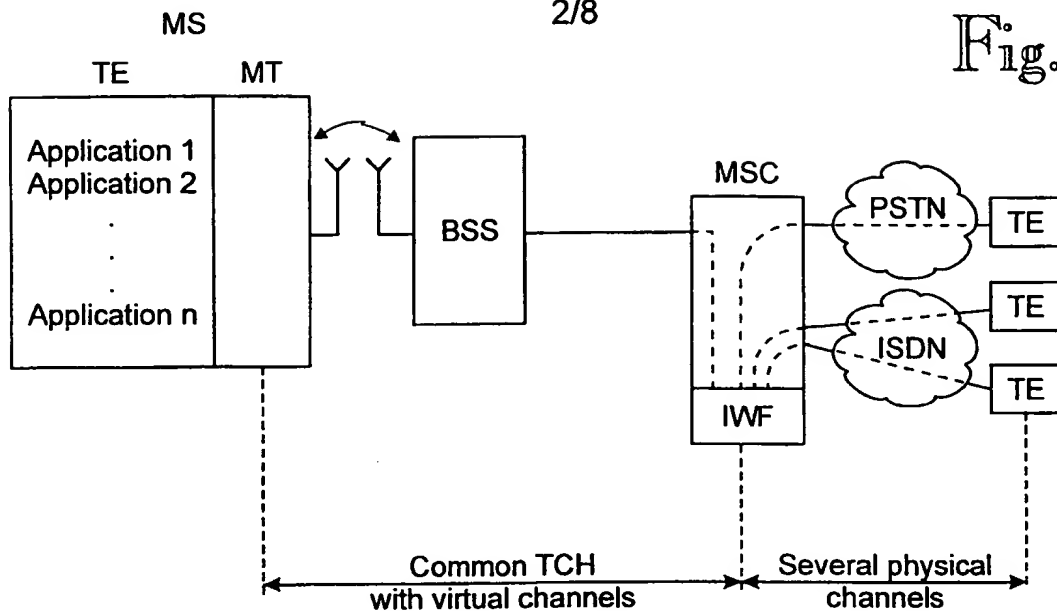 2/8
Fig.
MS
TE
MT
Application 1
Application 2
.
.
.
Application n
BSS
MSC
IWF
PSTN
ISDN
TE
TE
TE
Common TCH
with virtual channels
Several physical
channels